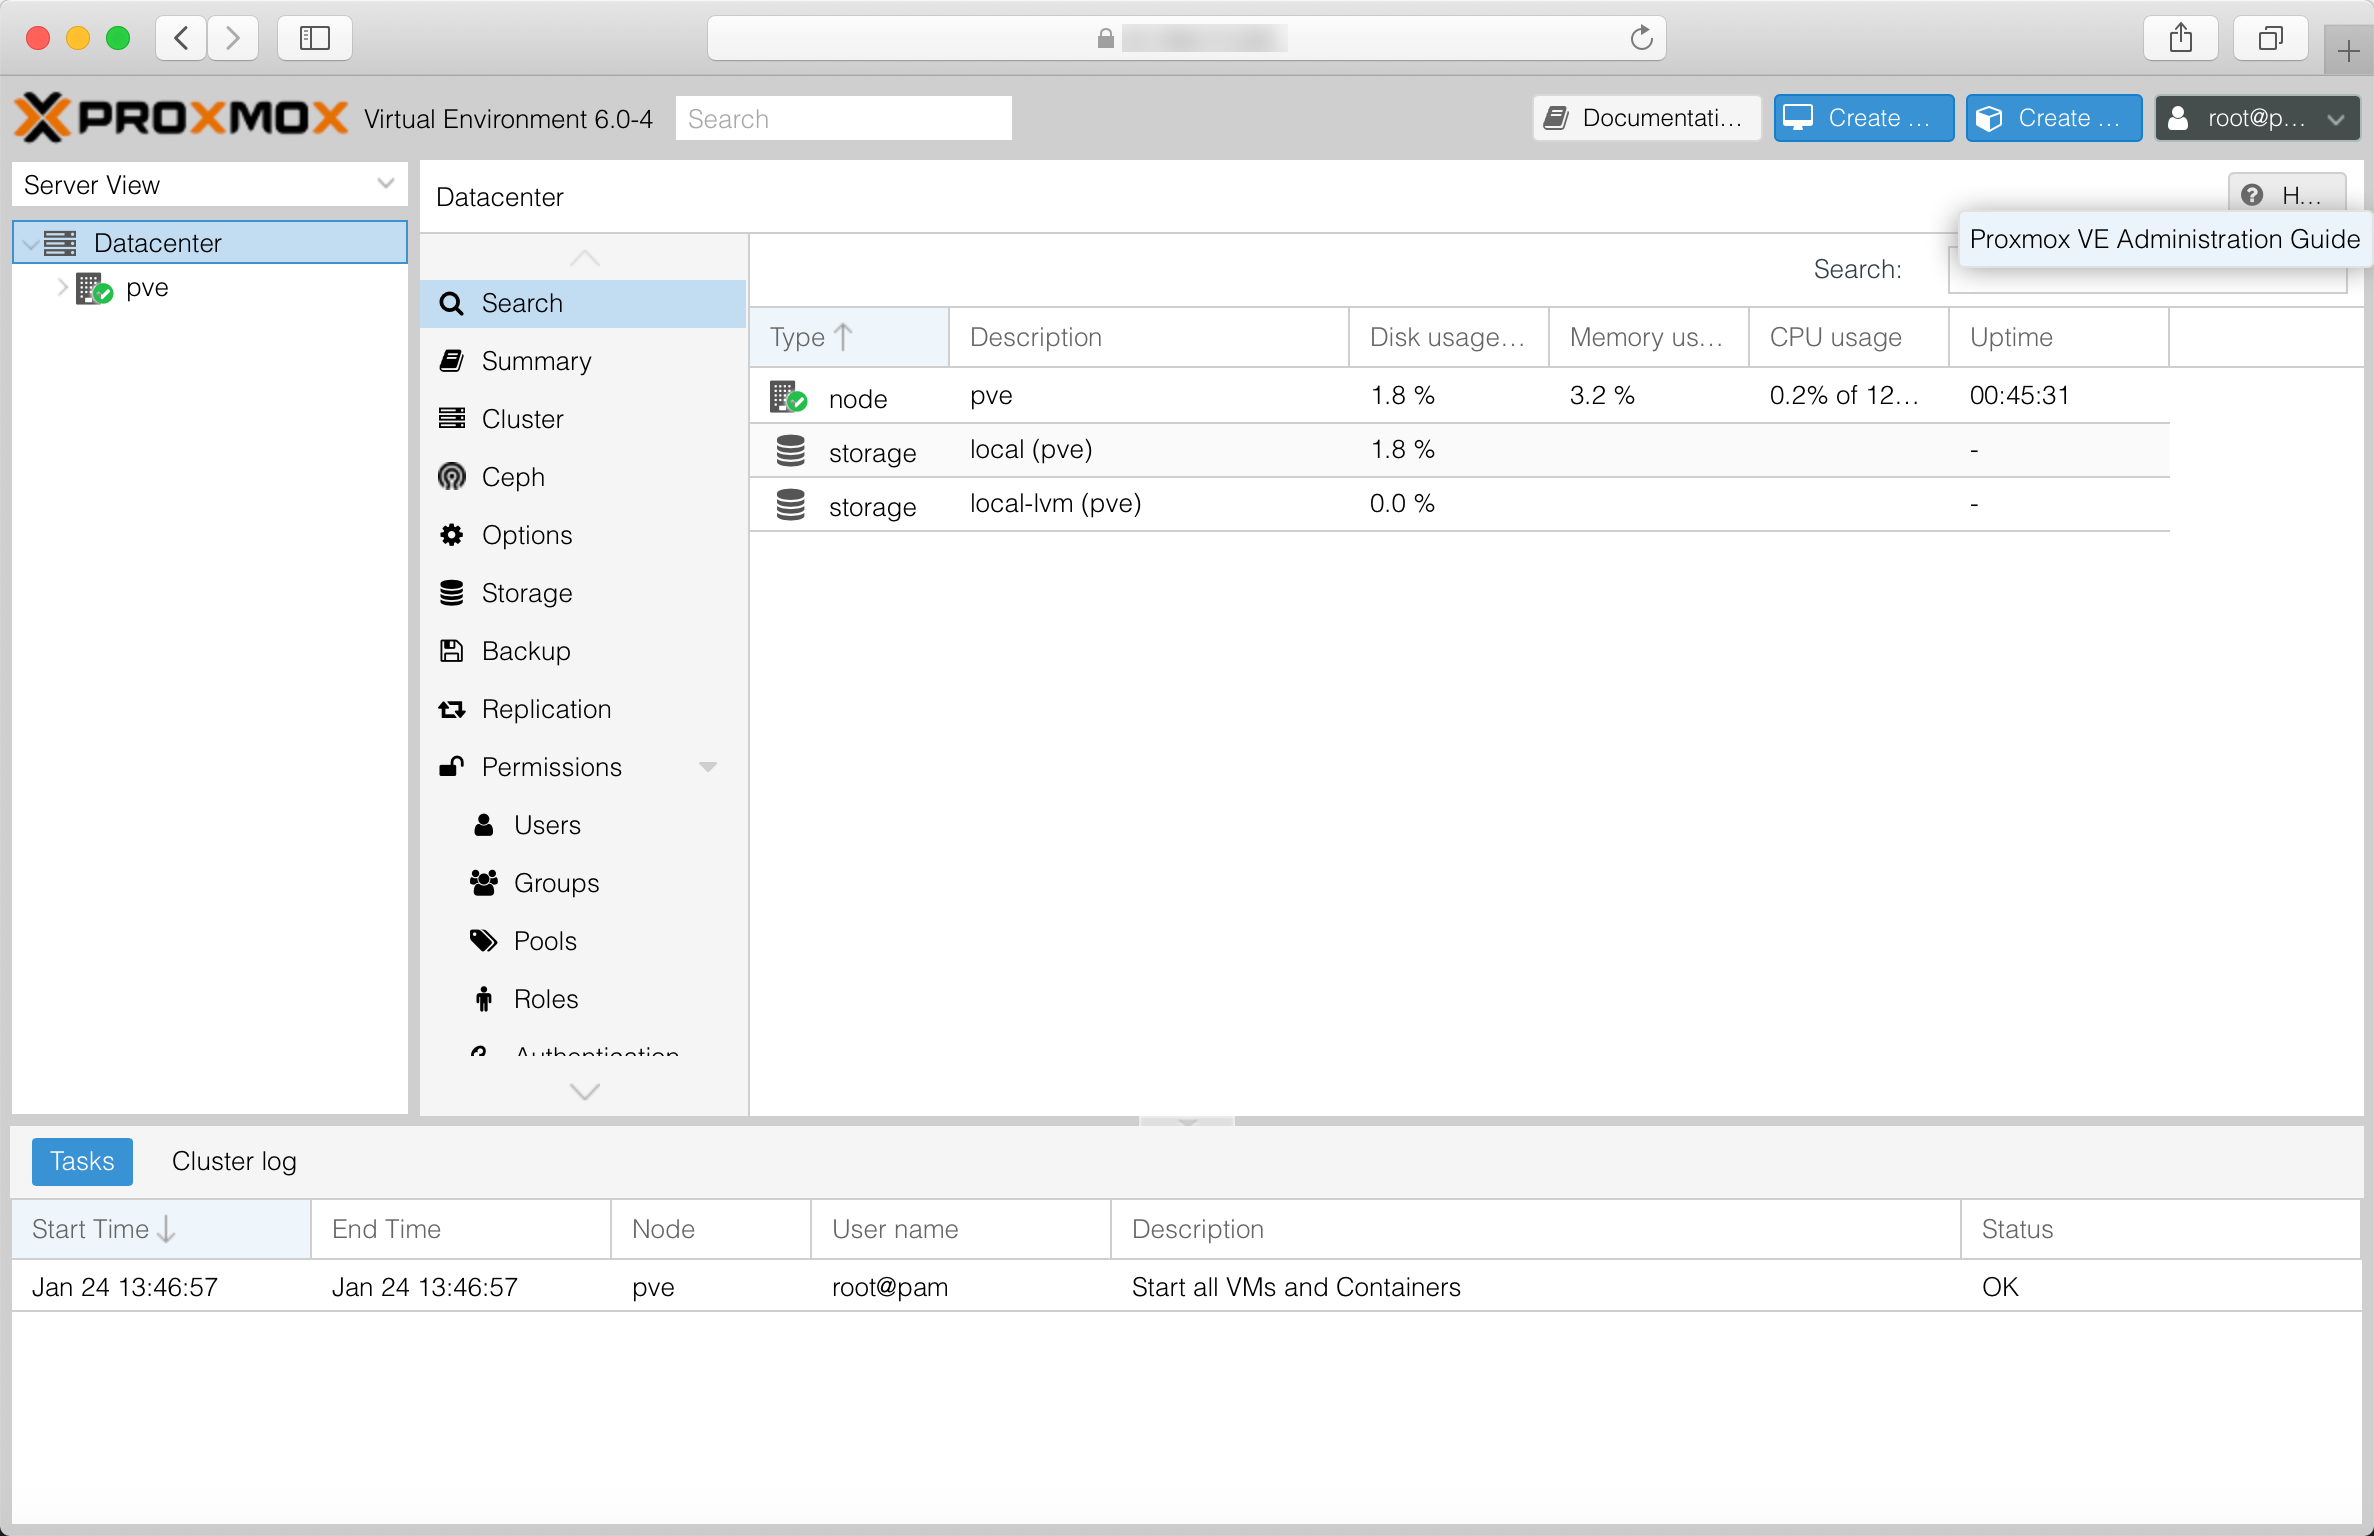 PROXMOX Virtual Environment 6.0-4 Search Documentati... Create ... Create ... root@p...
Server View
Datacenter
pve
Datacenter
H...
Proxmox VE Administration Guide
Search:
Search
Summary
Cluster
Ceph
Options
Storage
Backup
Replication
Permissions
Users
Groups
Pools
Roles
Authentication
Type Description Disk usage... Memory us... CPU usage Uptime
node pve 1.8 % 3.2 % 0.2% of 12... 00:45:31
storage local (pve) 1.8 % -
storage local-lvm (pve) 0.0 % -
Tasks Cluster log
Start Time End Time Node User name Description Status
Jan 24 13:46:57 Jan 24 13:46:57 pve root@pam Start all VMs and Containers OK